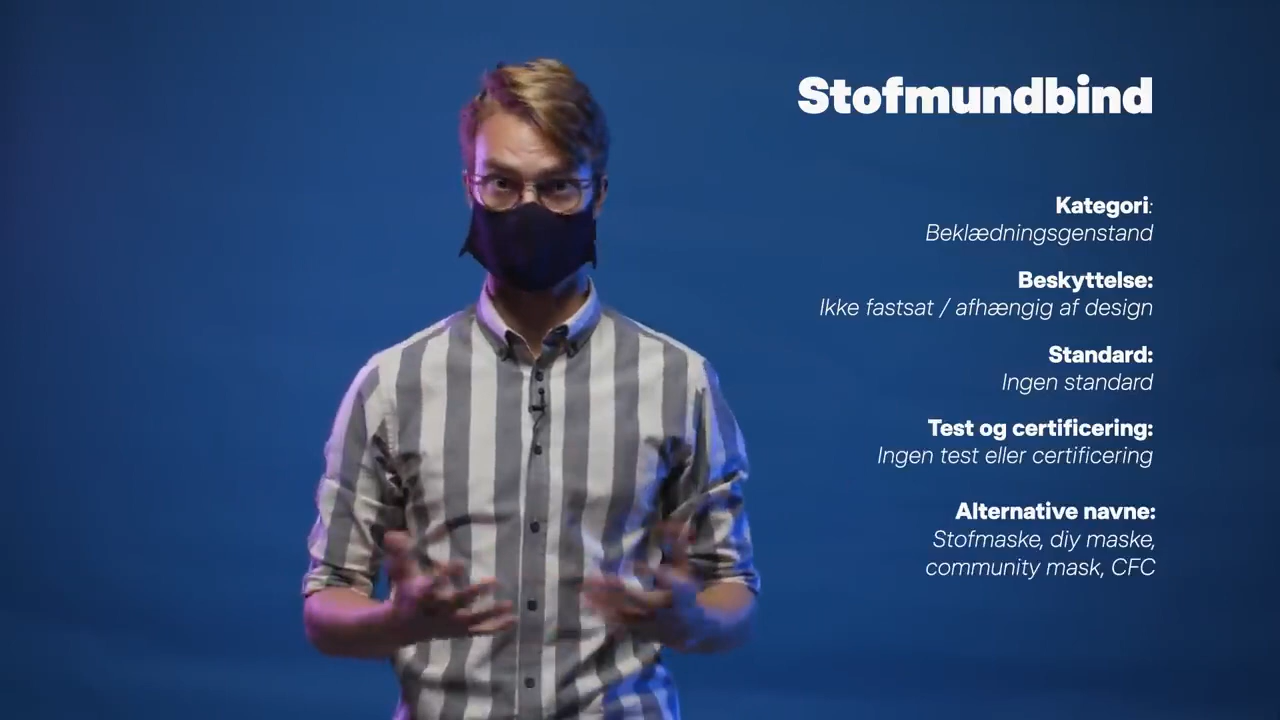 Stofmundbind
Kategori:
Beklædningsgenstand
Beskyttelse:
Ikke fastsat / afhængig af design
Standard:
Ingen standard
Test og certificering:
Ingen test eller certificering
Alternative navne:
Stofmaske, diy maske,
community mask, CFC